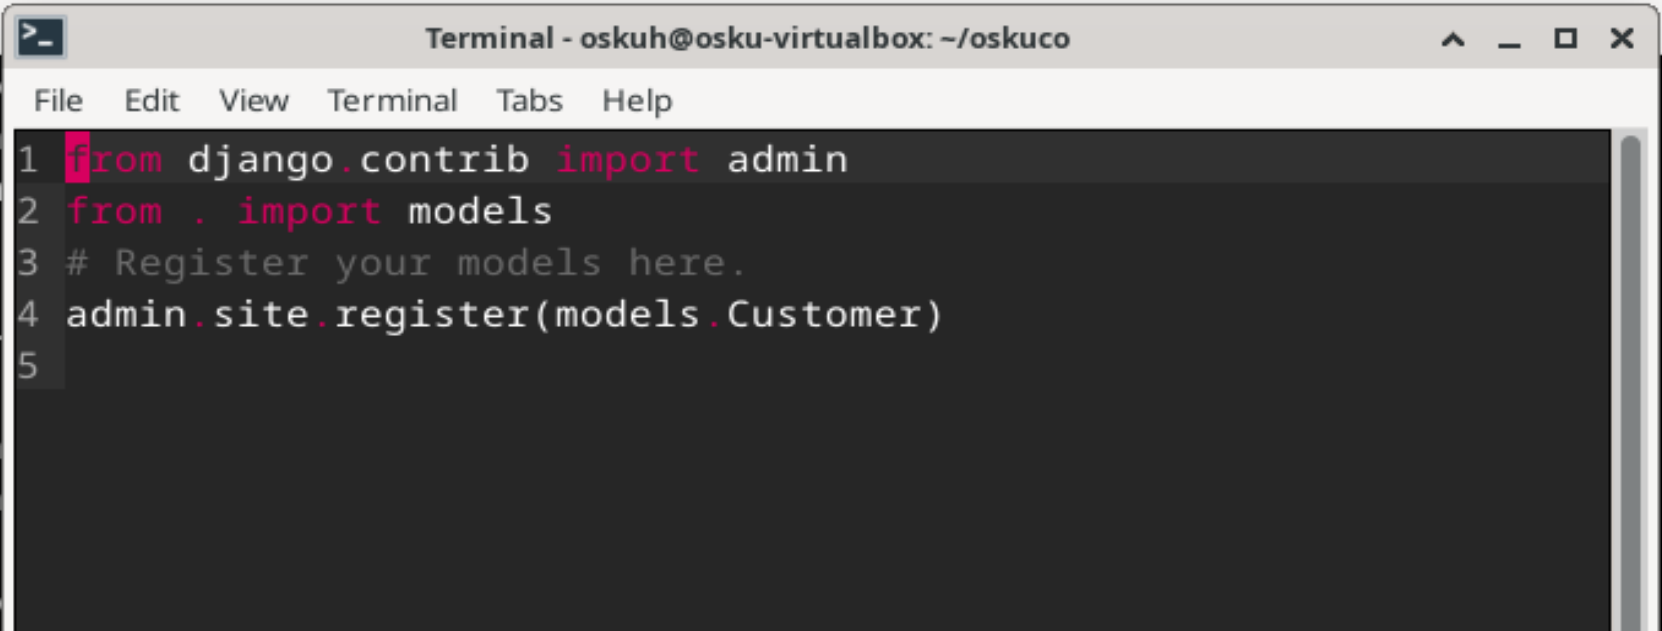 Terminal - oskuh@osku-virtualbox: ~/oskuco
File Edit View Terminal Tabs Help
1 from django.contrib import admin
2 from . import models
3 # Register your models here.
4 admin.site.register(models.Customer)
5